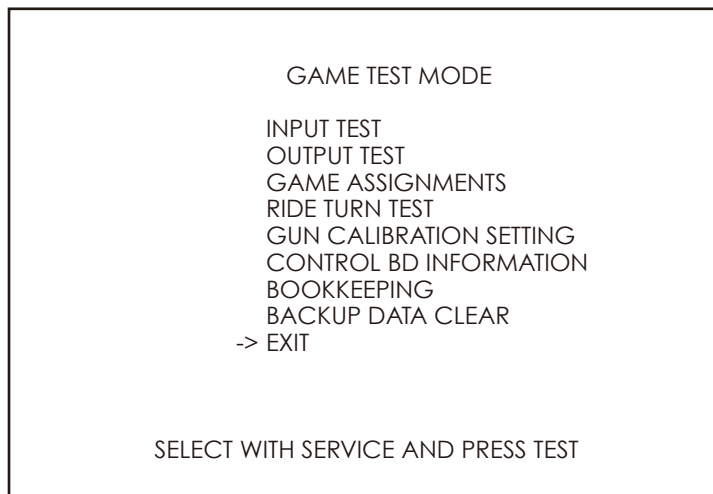 GAME TEST MODE
INPUT TEST
OUTPUT TEST
GAME ASSIGNMENTS
RIDE TURN TEST
GUN CALIBRATION SETTING
CONTROL BD INFORMATION
BOOKKEEPING
BACKUP DATA CLEAR
-> EXIT
SELECT WITH SERVICE AND PRESS TEST